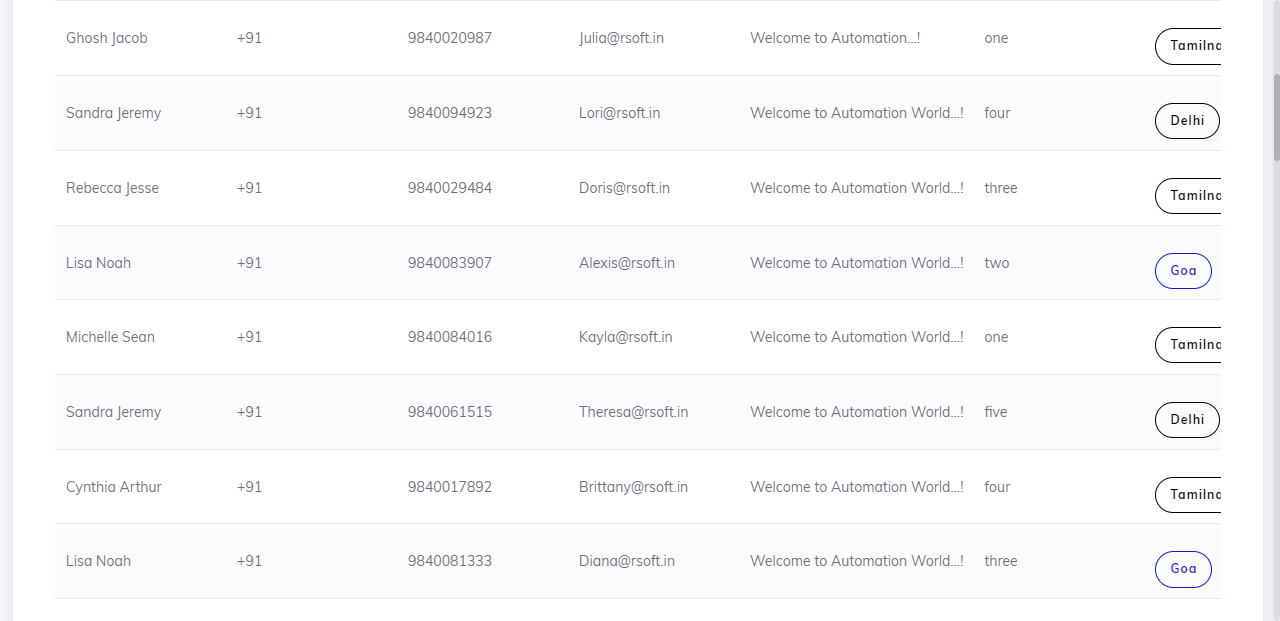 Ghosh Jacob +91 9840020987 Julia@rsoft.in Welcome to Automation...! one Tamilna
Sandra Jeremy +91 9840094923 Lori@rsoft.in Welcome to Automation World...! four Delhi
Rebecca Jesse +91 9840029484 Doris@rsoft.in Welcome to Automation World...! three Tamilna
Lisa Noah +91 9840083907 Alexis@rsoft.in Welcome to Automation World...! two Goa
Michelle Sean +91 9840084016 Kayla@rsoft.in Welcome to Automation World...! one Tamilna
Sandra Jeremy +91 9840061515 Theresa@rsoft.in Welcome to Automation World...! five Delhi
Cynthia Arthur +91 9840017892 Brittany@rsoft.in Welcome to Automation World...! four Tamilna
Lisa Noah +91 9840081333 Diana@rsoft.in Welcome to Automation World...! three Goa